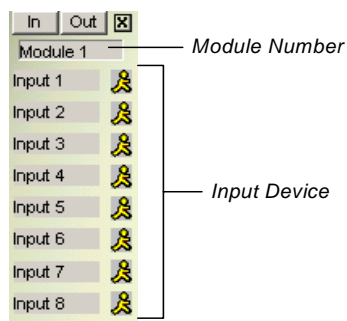 In Out X
Module 1 Module Number
Input 1
Input 2
Input 3
Input 4
Input 5 Input Device
Input 6
Input 7
Input 8